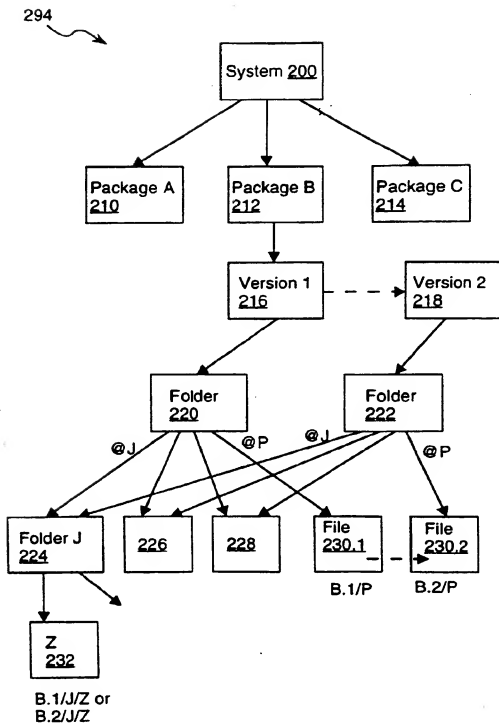 294
System 200
Package A
210
Package B
212
Package C
214
Version 1
216
Version 2
218
Folder
220
Folder
222
@J
@P
@J
@P
Folder J
224
226
228
File
230.1
File
230.2
B.1/P
B.2/P
Z
232
B.1/J/Z or
B.2/J/Z